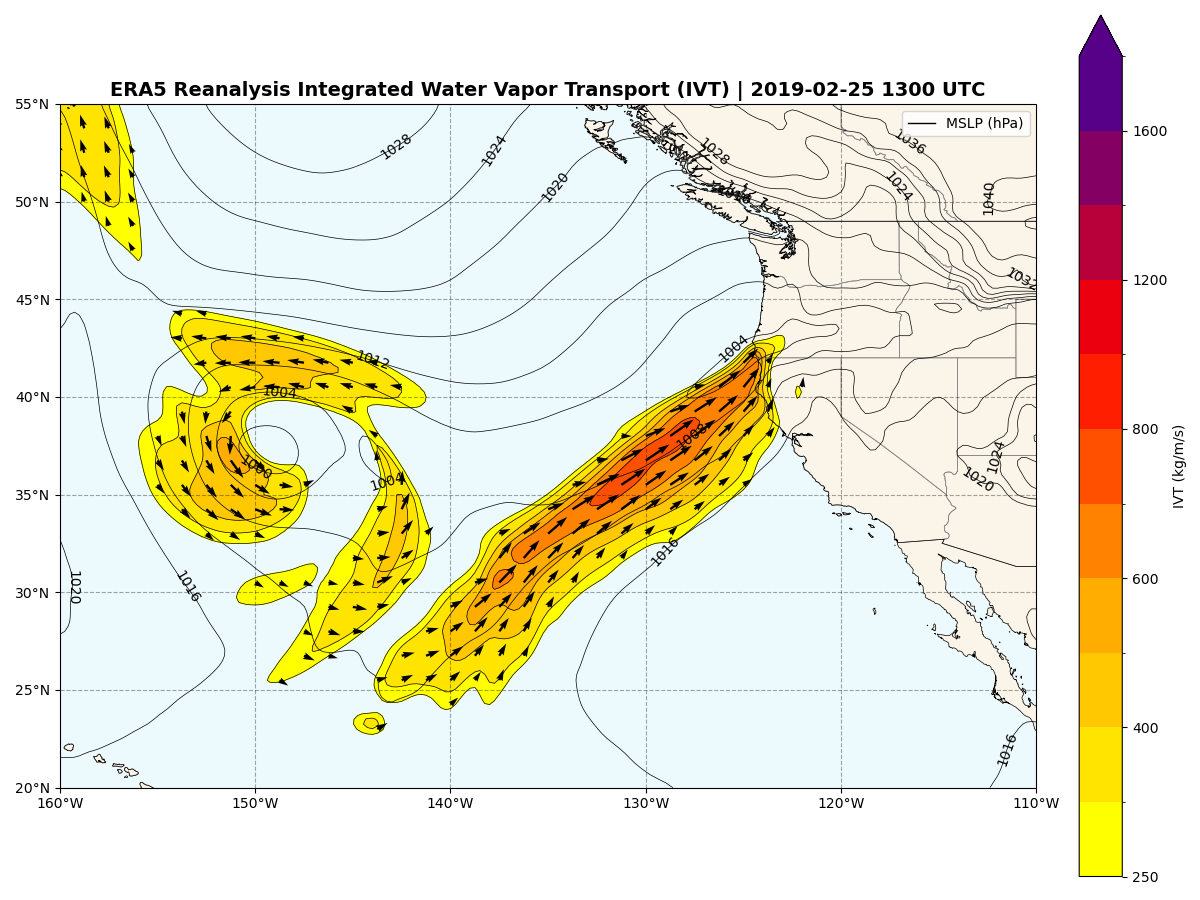 ERA5 Reanalysis Integrated Water Vapor Transport (IVT) | 2019-02-25 1300 UTC
MSLP (hPa)
55°N
50°N
45°N
40°N
35°N
30°N
25°N
20°N
160°W
150°W
140°W
130°W
120°W
110°W
1028
1024
1020
1028
1036
1024
1040
1032
1004
1012
1004
1008
1000
1004
1024
1020
1016
1016
1020
1016
1600
1200
800
600
400
250
IVT (kg/m/s)